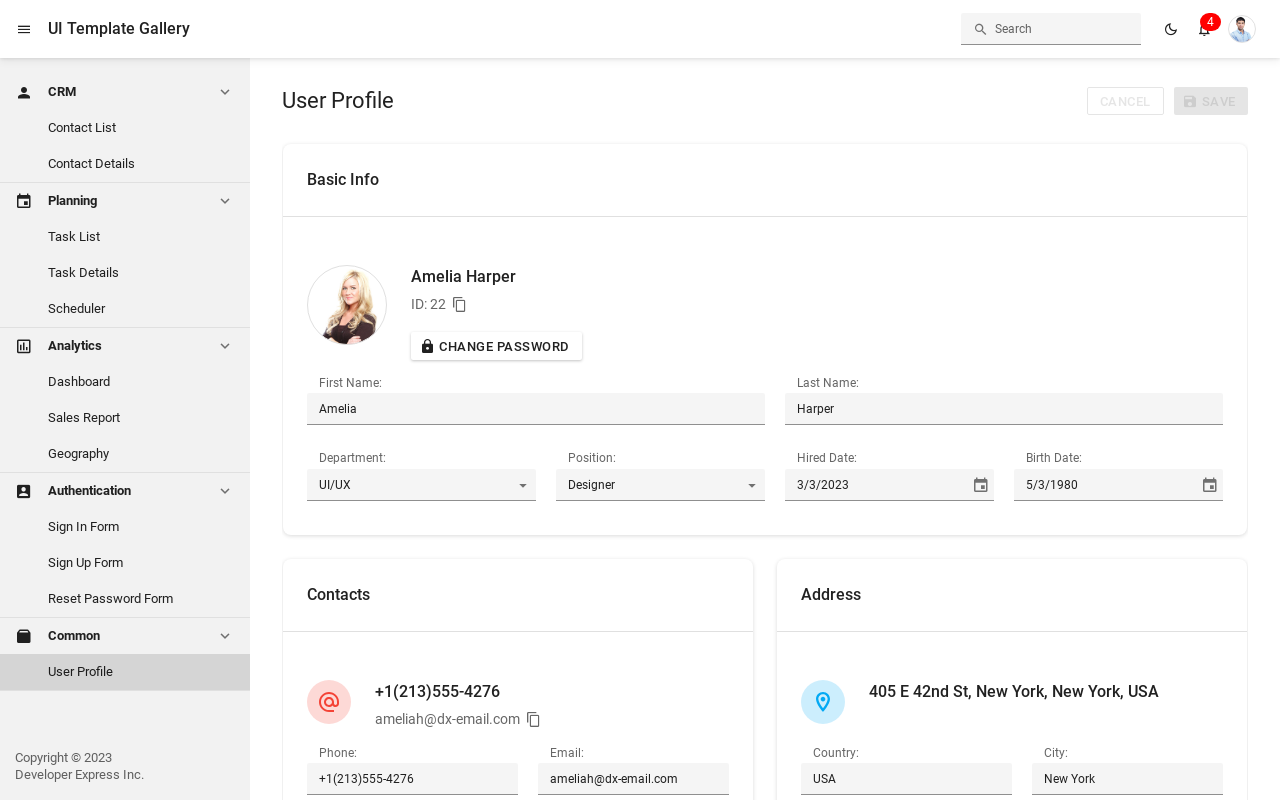 UI Template Gallery
Search
4
CRM
Contact List
Contact Details
Planning
Task List
Task Details
Scheduler
Analytics
Dashboard
Sales Report
Geography
Authentication
Sign In Form
Sign Up Form
Reset Password Form
Common
User Profile
Copyright © 2023
Developer Express Inc.
User Profile
CANCEL
SAVE
Basic Info
Amelia Harper
ID: 22
CHANGE PASSWORD
First Name:
Amelia
Last Name:
Harper
Department:
UI/UX
Position:
Designer
Hired Date:
3/3/2023
Birth Date:
5/3/1980
Contacts
+1(213)555-4276
ameliah@dx-email.com
Phone:
+1(213)555-4276
Email:
ameliah@dx-email.com
Address
405 E 42nd St, New York, New York, USA
Country:
USA
City:
New York